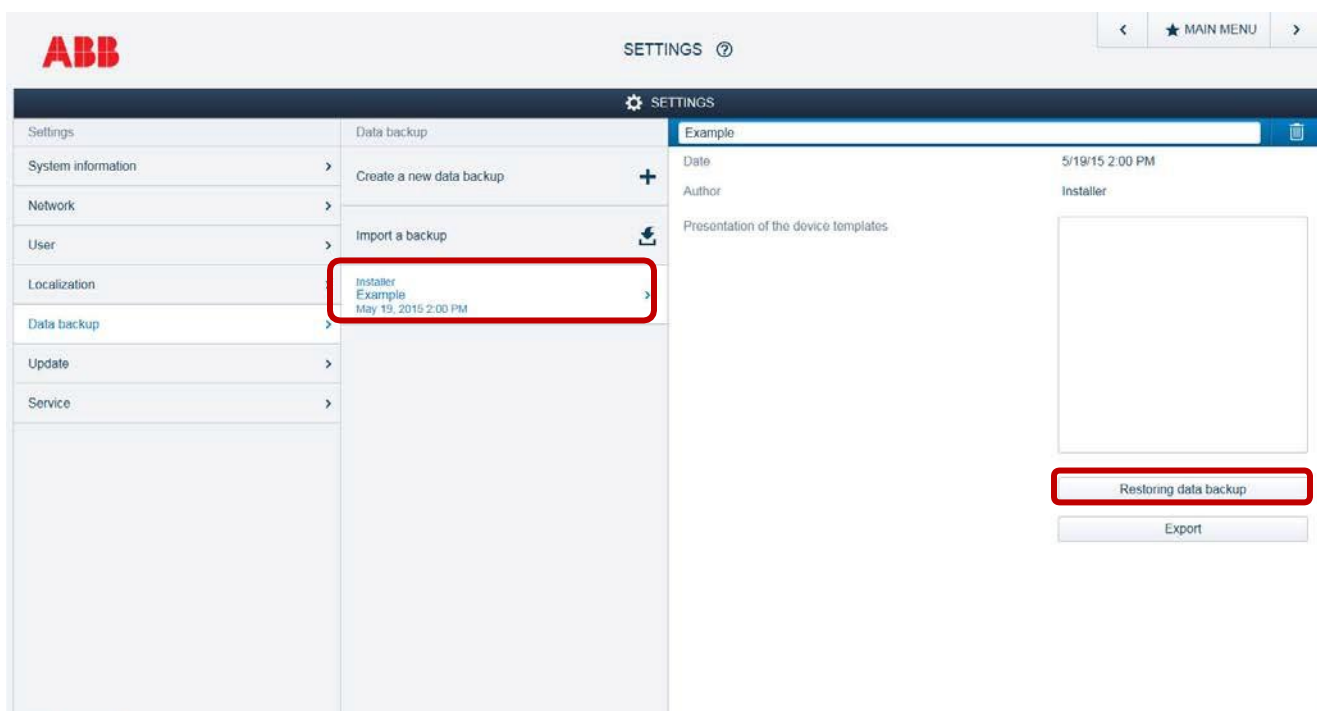 ABB
SETTINGS
MAIN MENU
SETTINGS
Settings
System information
Network
User
Localization
Data backup
Update
Service
Data backup
Create a new data backup
Import a backup
Installer
Example
May 19, 2015 2:00 PM
Example
Date 5/19/15 2:00 PM
Author Installer
Presentation of the device templates
Restoring data backup
Export